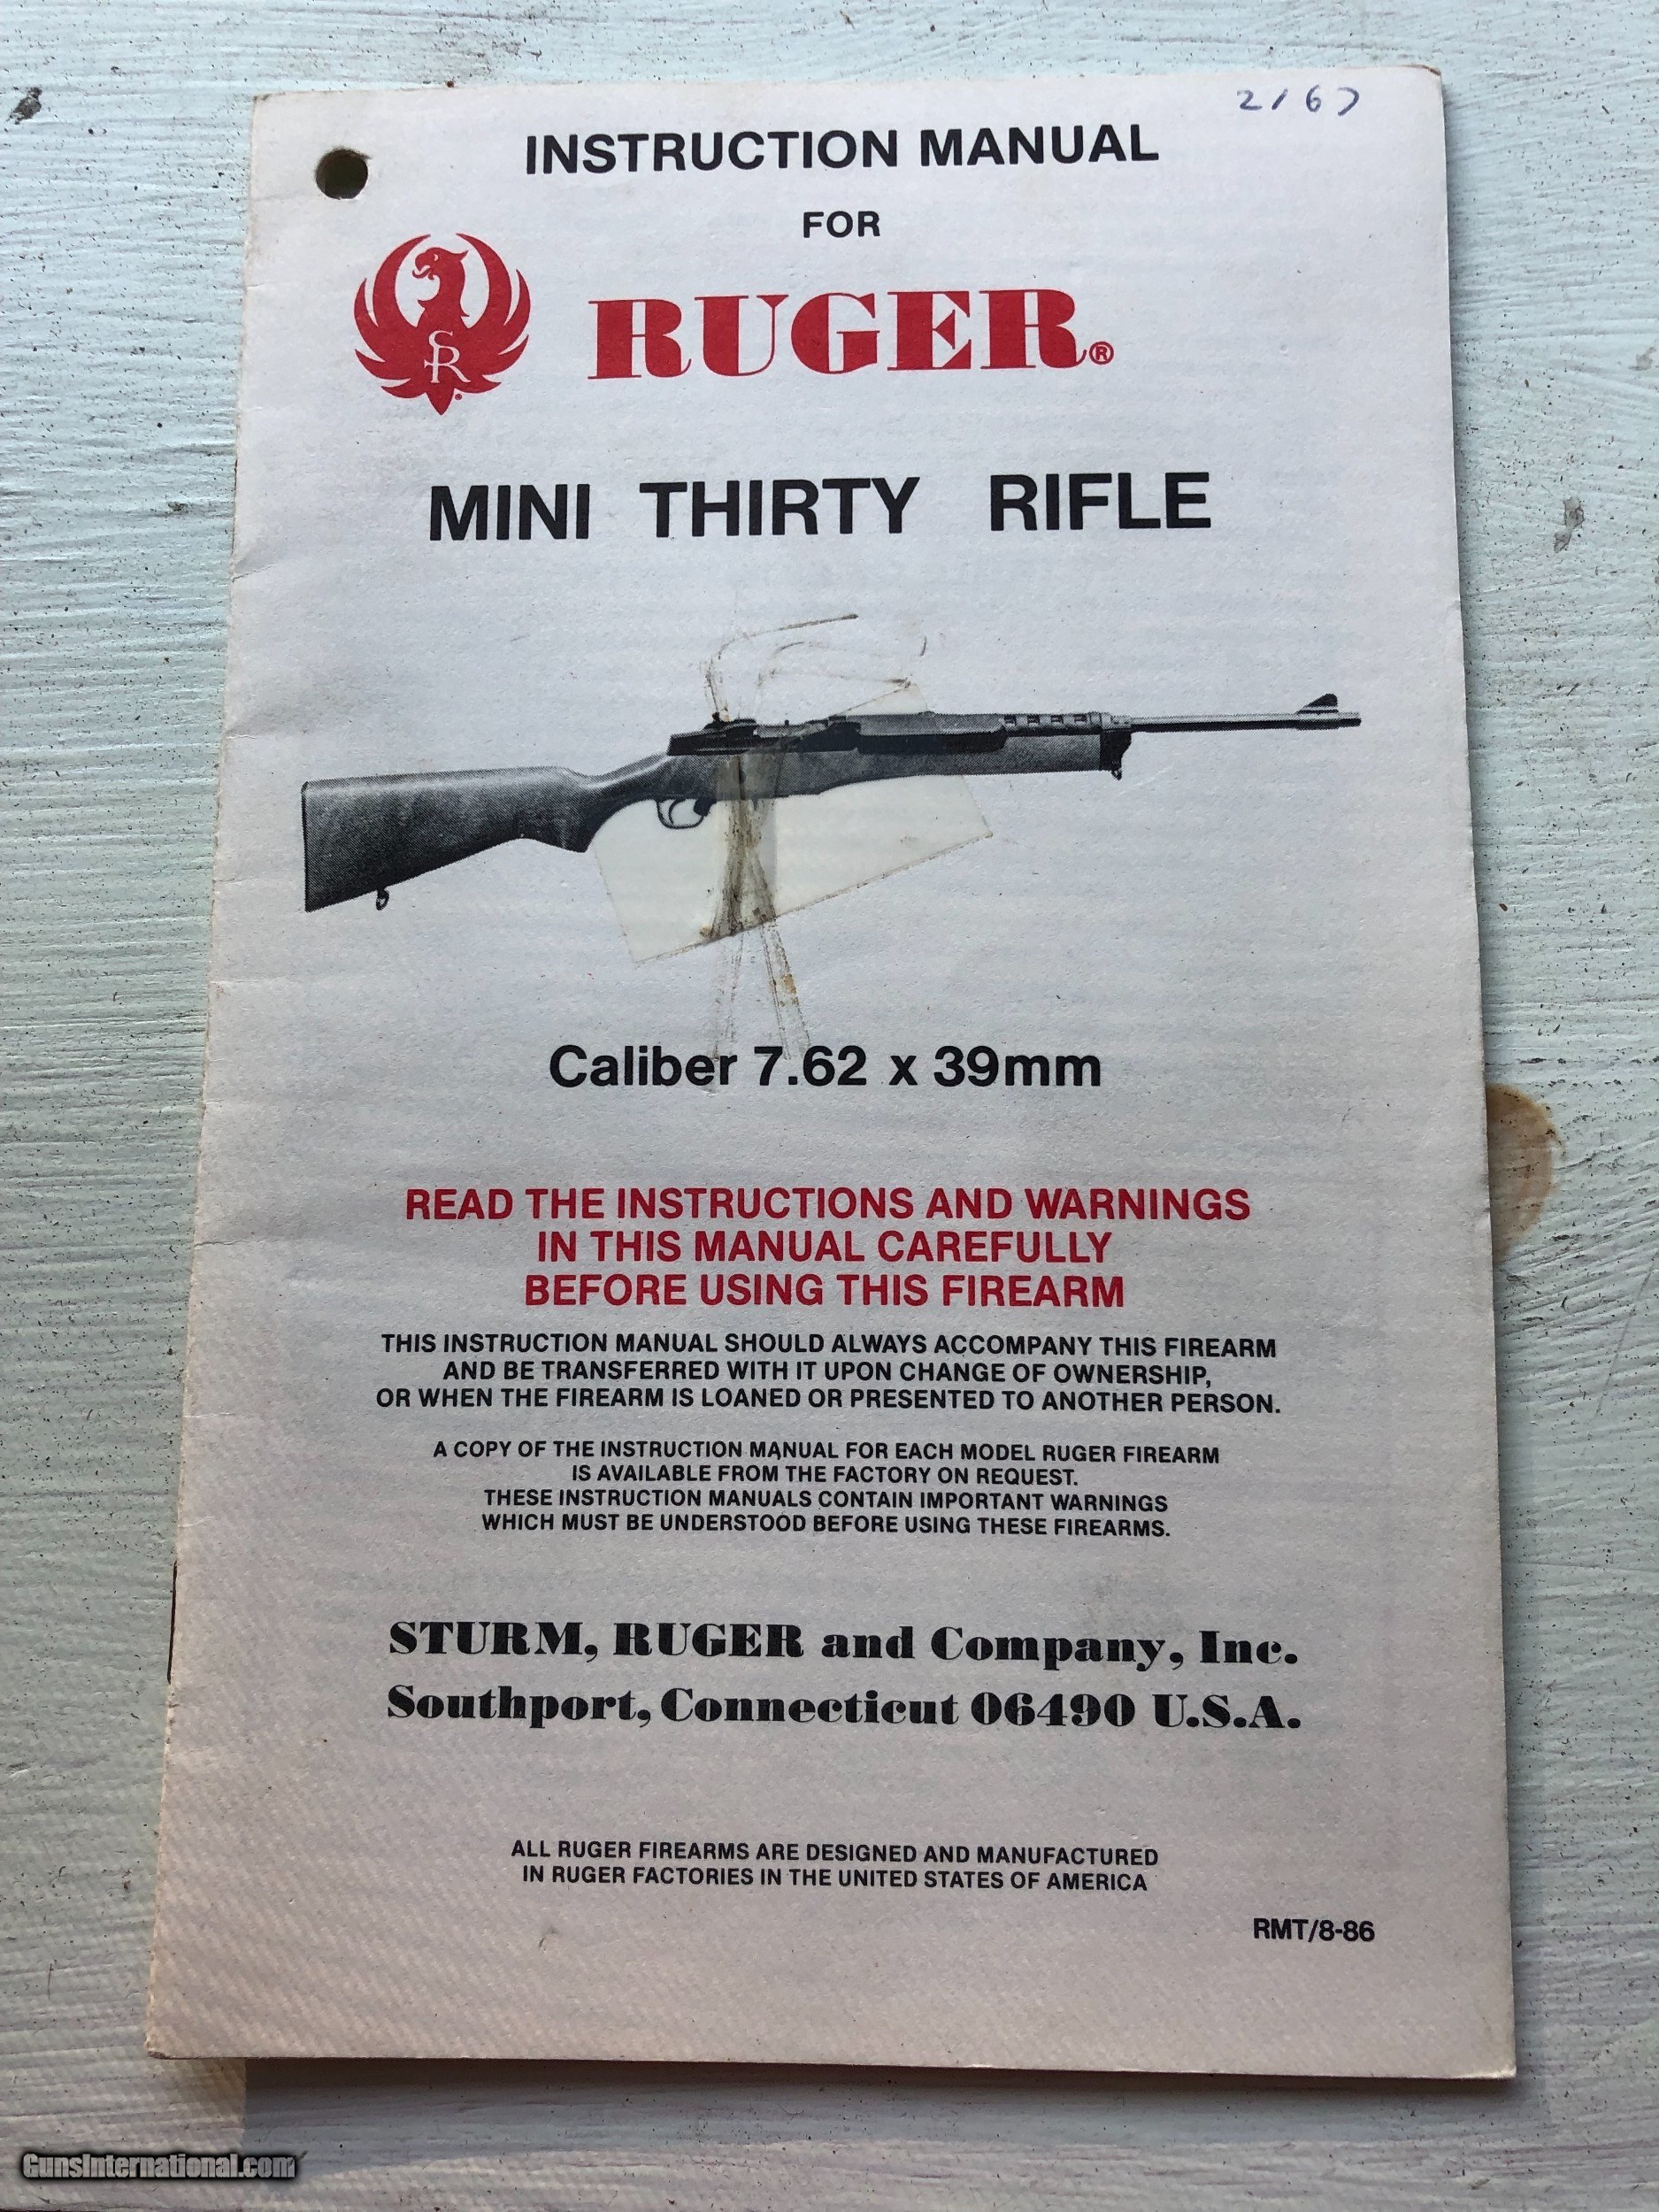 2167
INSTRUCTION MANUAL
FOR
SR
RUGER®
MINI THIRTY RIFLE
Caliber 7.62 x 39mm
READ THE INSTRUCTIONS AND WARNINGS
IN THIS MANUAL CAREFULLY
BEFORE USING THIS FIREARM
THIS INSTRUCTION MANUAL SHOULD ALWAYS ACCOMPANY THIS FIREARM
AND BE TRANSFERRED WITH IT UPON CHANGE OF OWNERSHIP,
OR WHEN THE FIREARM IS LOANED OR PRESENTED TO ANOTHER PERSON.
A COPY OF THE INSTRUCTION MANUAL FOR EACH MODEL RUGER FIREARM
IS AVAILABLE FROM THE FACTORY ON REQUEST.
THESE INSTRUCTION MANUALS CONTAIN IMPORTANT WARNINGS
WHICH MUST BE UNDERSTOOD BEFORE USING THESE FIREARMS.
STURM, RUGER and Company, Inc.
Southport, Connecticut 06490 U.S.A.
ALL RUGER FIREARMS ARE DESIGNED AND MANUFACTURED
IN RUGER FACTORIES IN THE UNITED STATES OF AMERICA
RMT/8-86
GunsInternational.com